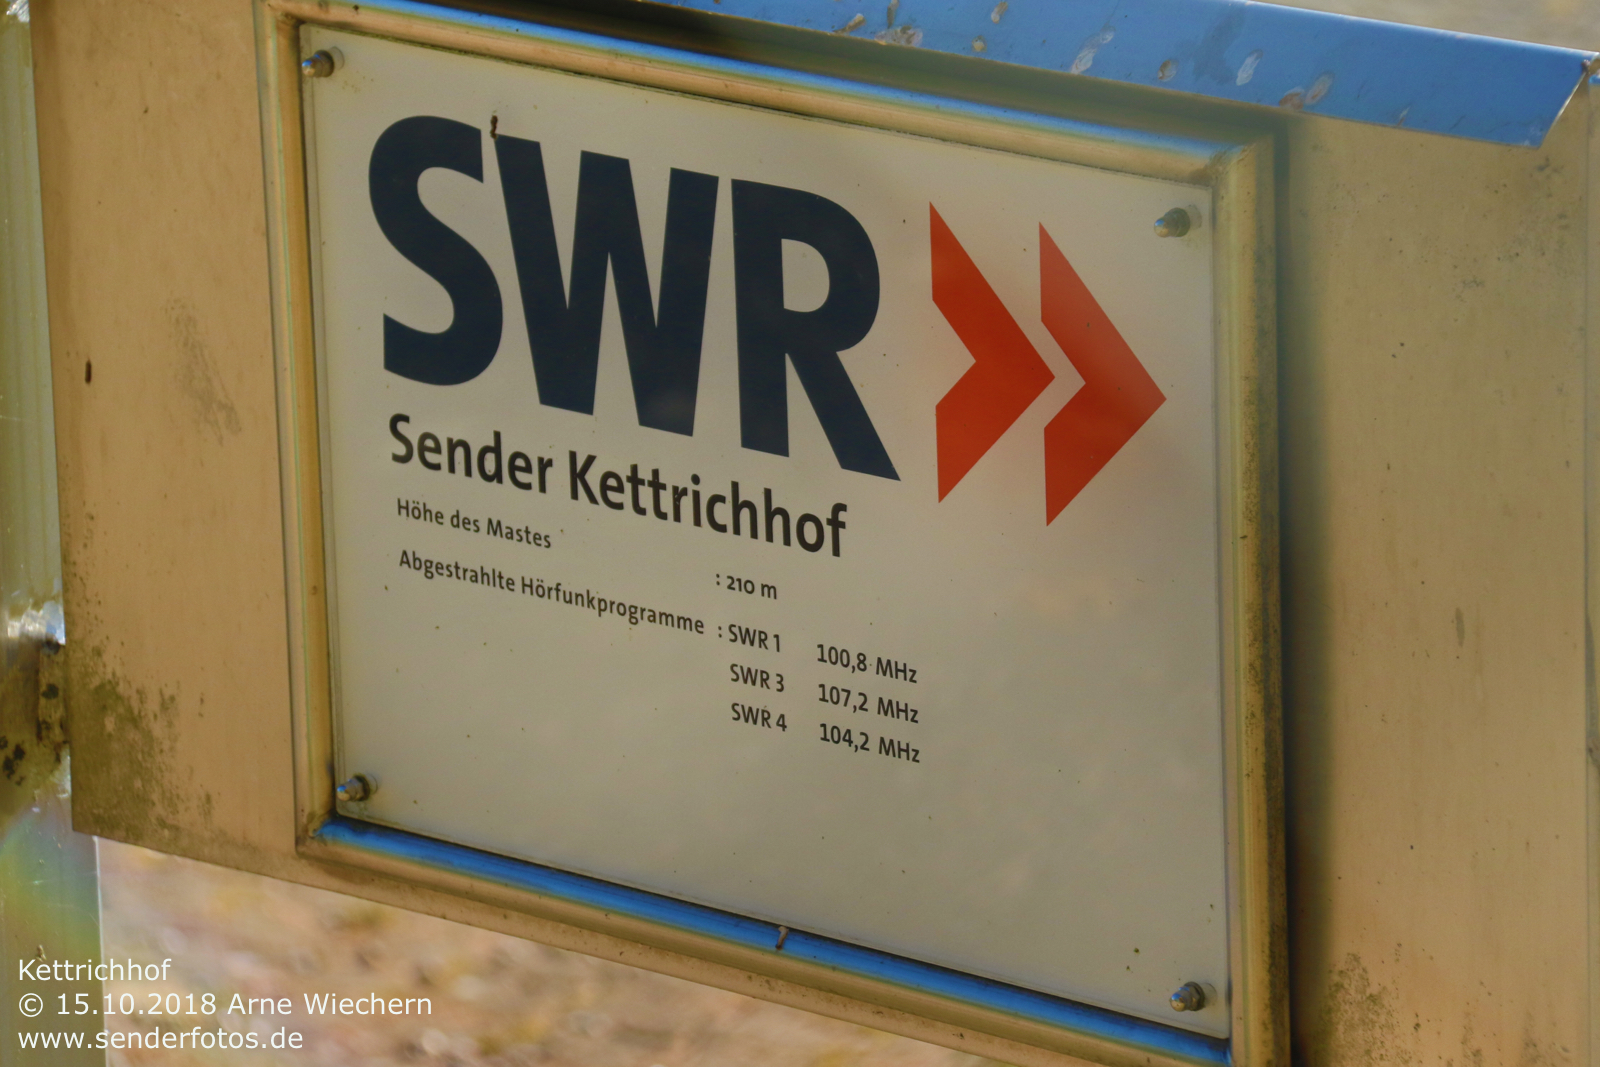 SWR
Sender Kettrichhof
Höhe des Mastes : 210 m
Abgestrahlte Hörfunkprogramme : SWR 1 100,8 MHz
SWR 3 107,2 MHz
SWR 4 104,2 MHz
Kettrichhof
© 15.10.2018 Arne Wiechern
www.senderfotos.de